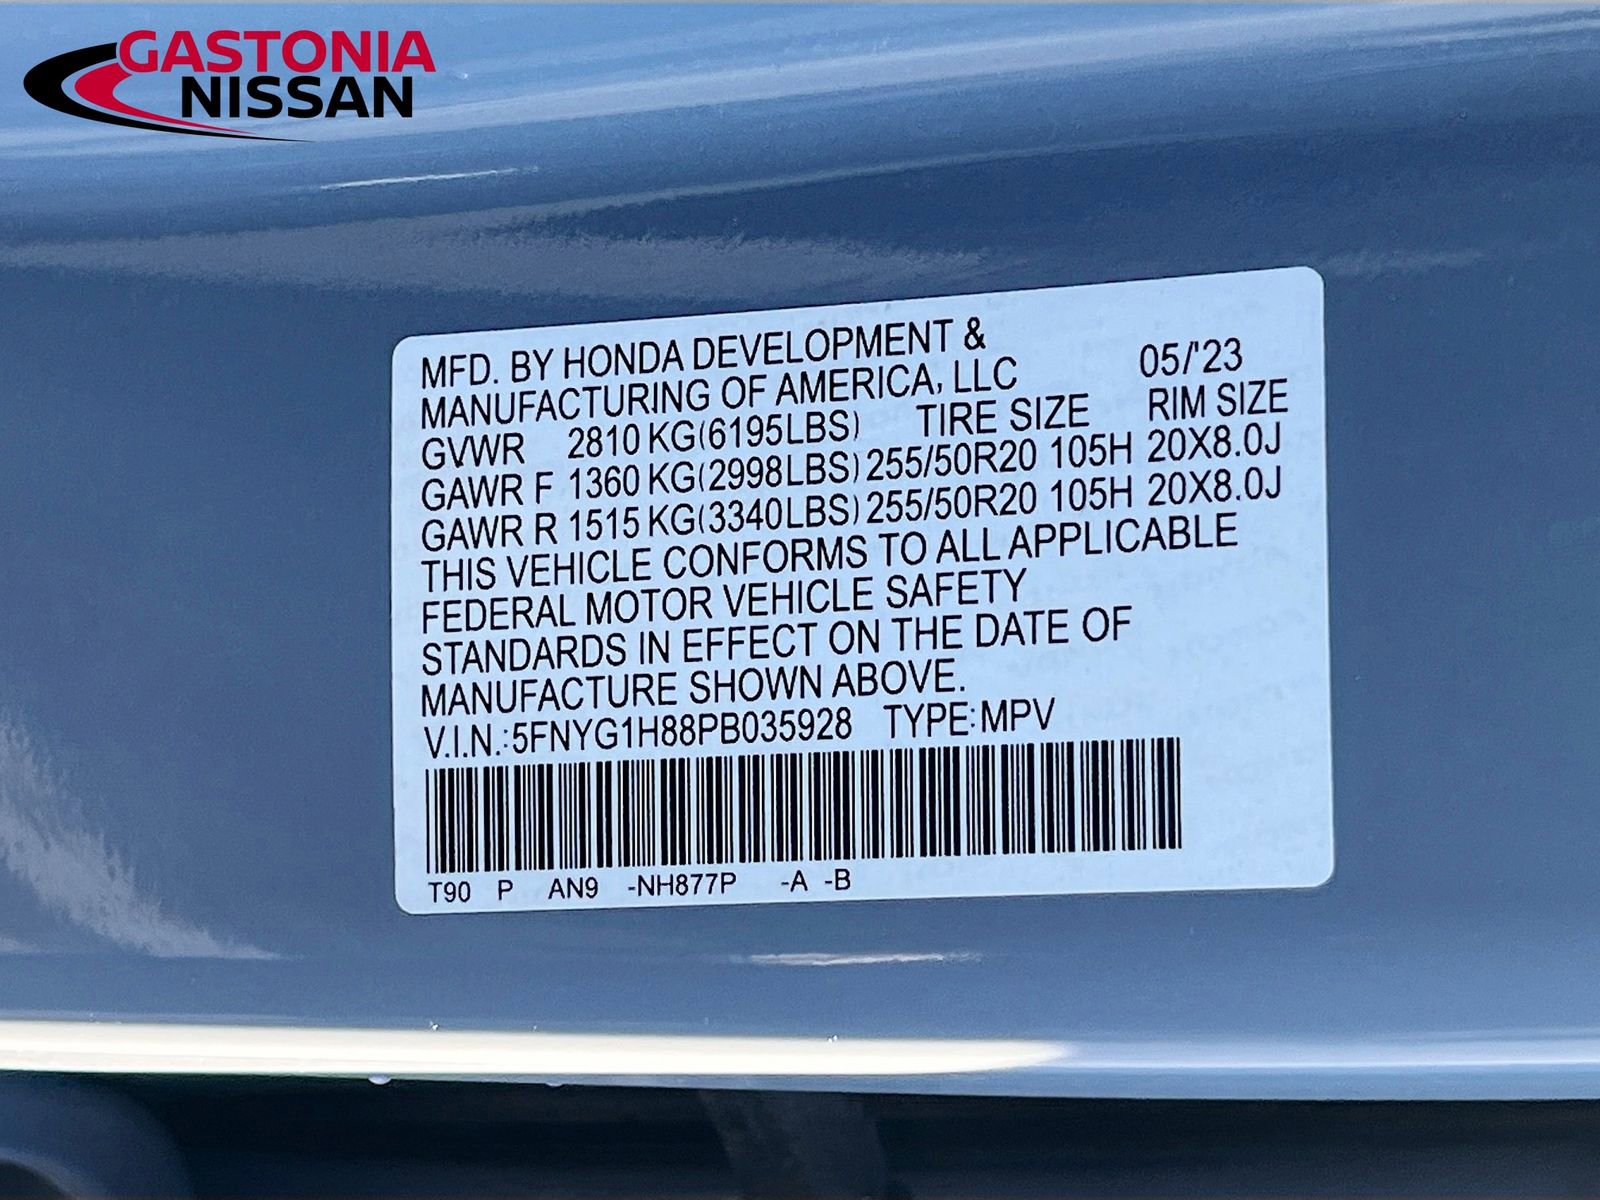 GASTONIA
NISSAN
MFD. BY HONDA DEVELOPMENT &
MANUFACTURING OF AMERICA, LLC 05/'23
GVWR 2810 KG(6195LBS) TIRE SIZE RIM SIZE
GAWR F 1360 KG(2998LBS) 255/50R20 105H 20X8.0J
GAWR R 1515 KG(3340LBS) 255/50R20 105H 20X8.0J
THIS VEHICLE CONFORMS TO ALL APPLICABLE
FEDERAL MOTOR VEHICLE SAFETY
STANDARDS IN EFFECT ON THE DATE OF
MANUFACTURE SHOWN ABOVE.
V.I.N.:5FNYG1H88PB035928 TYPE:MPV
T90 P AN9 -NH877P -A -B